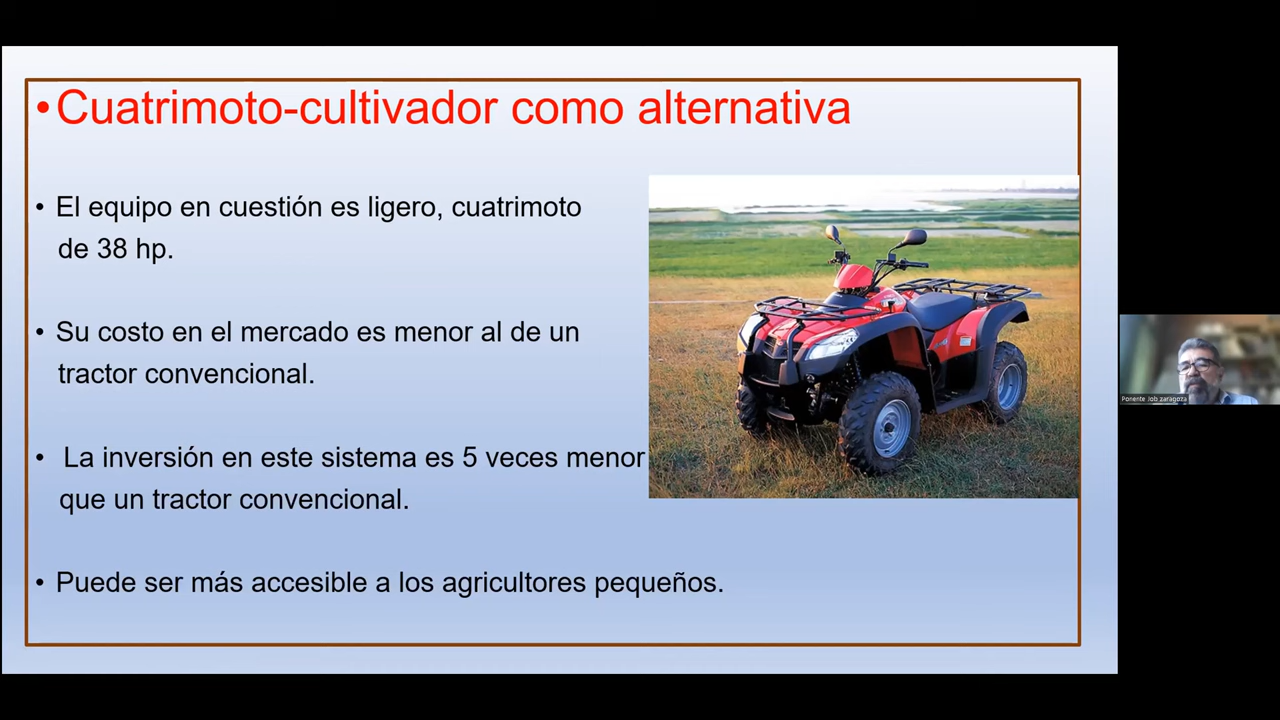 •Cuatrimoto-cultivador como alternativa
• El equipo en cuestión es ligero, cuatrimoto
de 38 hp.
• Su costo en el mercado es menor al de un
tractor convencional.
• La inversión en este sistema es 5 veces menor
que un tractor convencional.
• Puede ser más accesible a los agricultores pequeños.
Ponente Job zaragoza